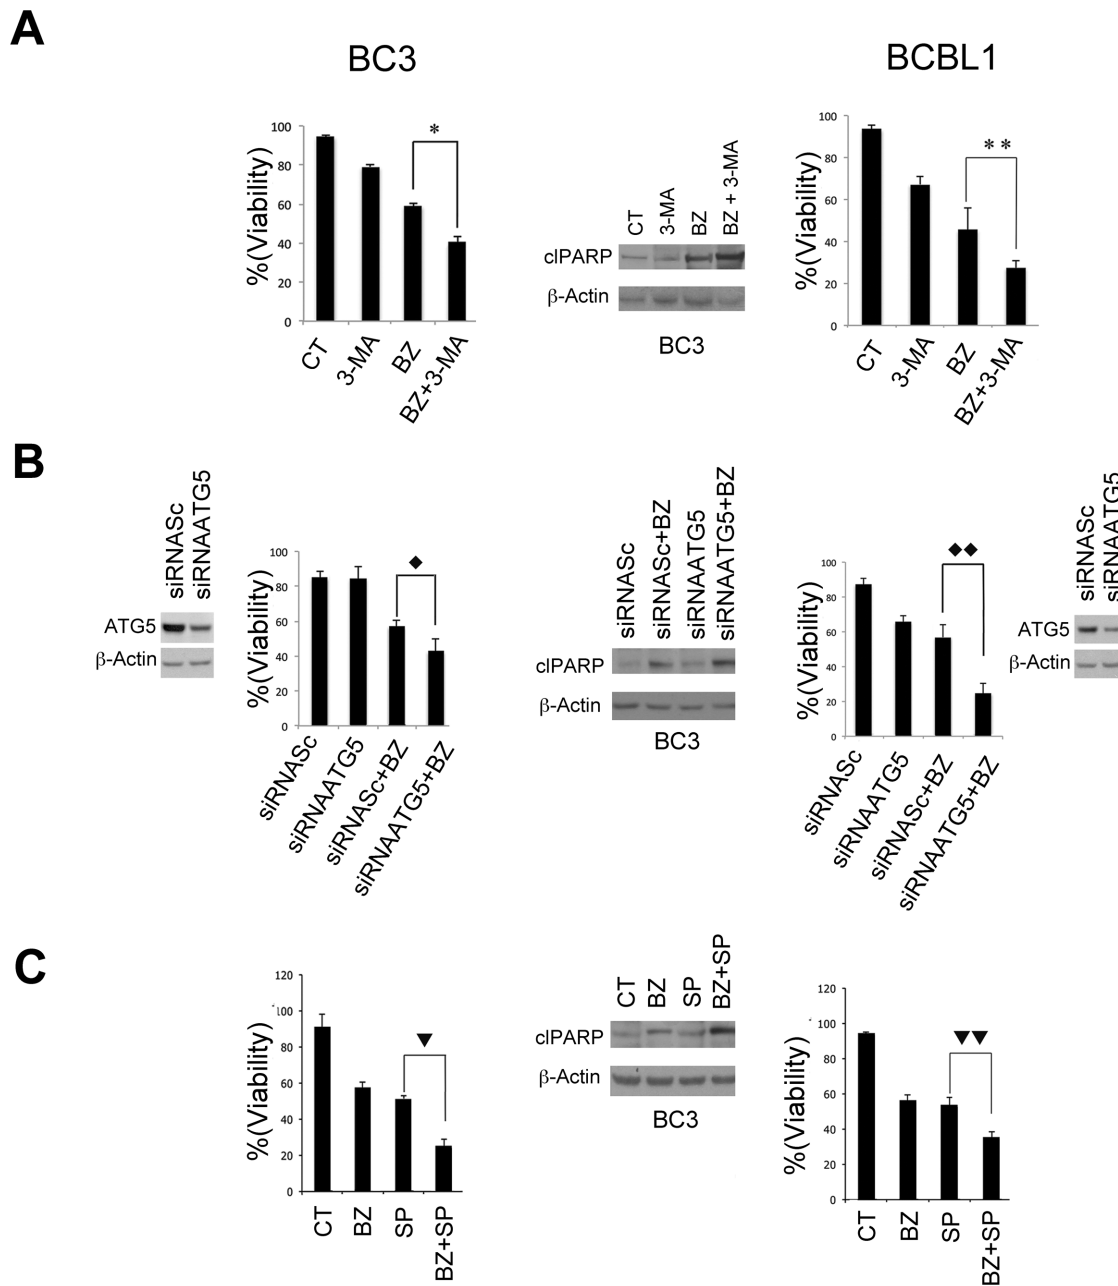 A
BC3
BCBL1
%(Viability)
100
80
60
40
20
0
*
CT
3-MA
BZ
BZ+3-MA
CT
3-MA
BZ
BZ + 3-MA
clPARP
β-Actin
BC3
%(Viability)
100
80
60
40
20
0
**
CT
3-MA
BZ
BZ+3-MA
B
siRNASc
siRNAATG5
ATG5
β-Actin
%(Viability)
100
80
60
40
20
0
siRNASc
siRNAATG5
siRNASc+BZ
siRNAATG5+BZ
siRNASc
siRNASc+BZ
siRNAATG5
siRNAATG5+BZ
clPARP
β-Actin
BC3
%(Viability)
100
80
60
40
20
0
siRNASc
siRNAATG5
siRNASc+BZ
siRNAATG5+BZ
siRNASc
siRNAATG5
ATG5
β-Actin
C
%(Viability)
120
100
80
60
40
20
0
CT
BZ
SP
BZ+SP
CT
BZ
SP
BZ+SP
clPARP
β-Actin
BC3
%(Viability)
120
100
80
60
40
20
0
CT
BZ
SP
BZ+SP